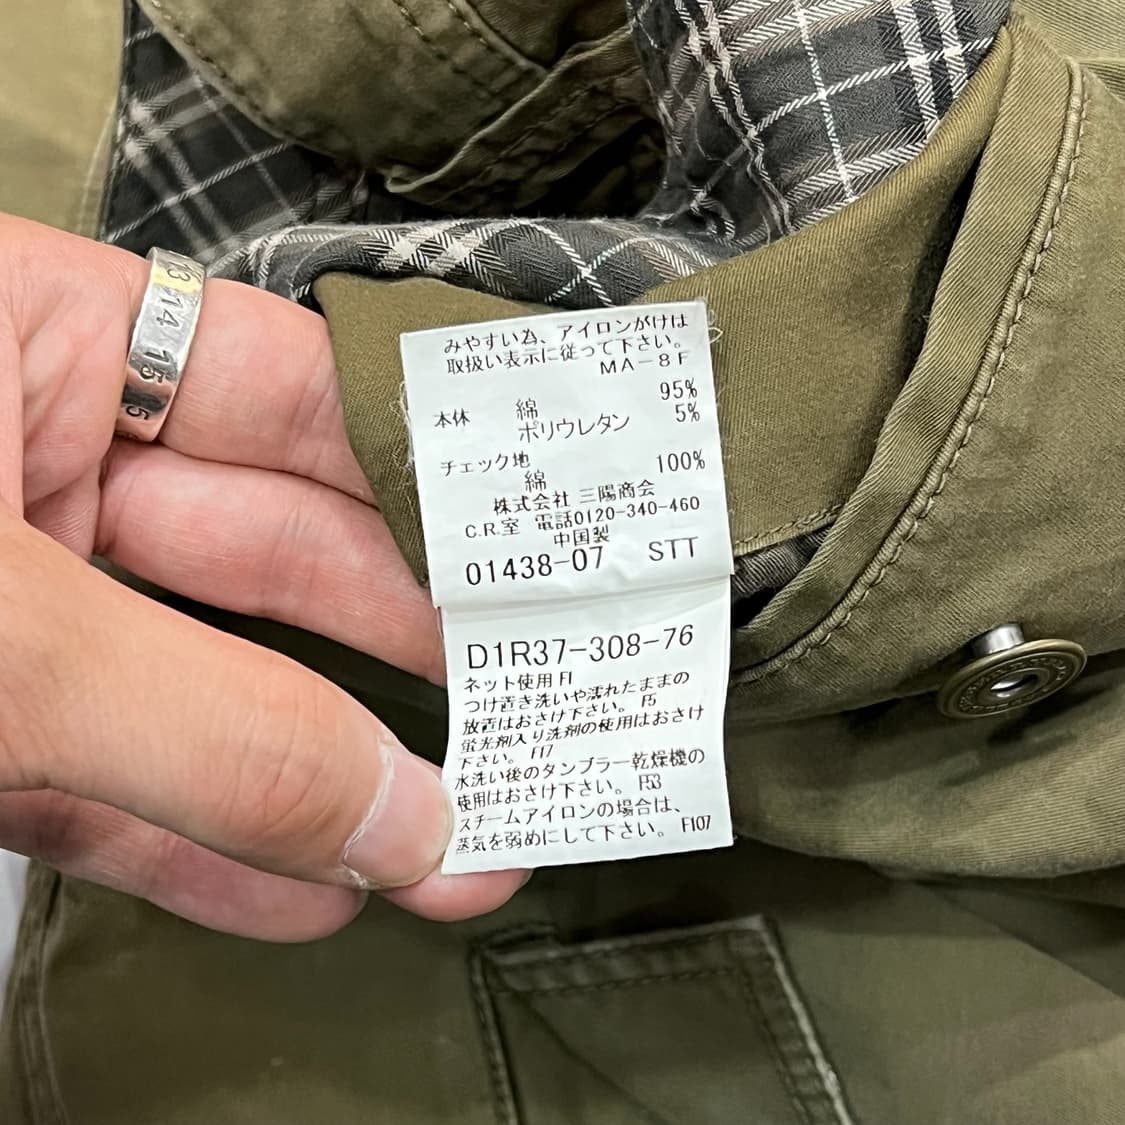 みやすい為、アイロンがけは
取扱い表示に従って下さい。
MA-8F
95%
本体 綿
ポリウレタン 5%
チェック地
綿 100%
株式会社 三陽商会
C.R.室 電話0120-340-460
中国製
01438-07 STT
D1R37-308-76
ネット使用 F1
つけ置き洗いや濡れたままの
放置はおさけ下さい。 F5
蛍光剤入り洗剤の使用はおさけ
下さい。 F17
水洗い後のタンブラー乾燥機の
使用はおさけ下さい。 F53
スチームアイロンの場合は、
蒸気を弱めにして下さい。 F107
13 14 15